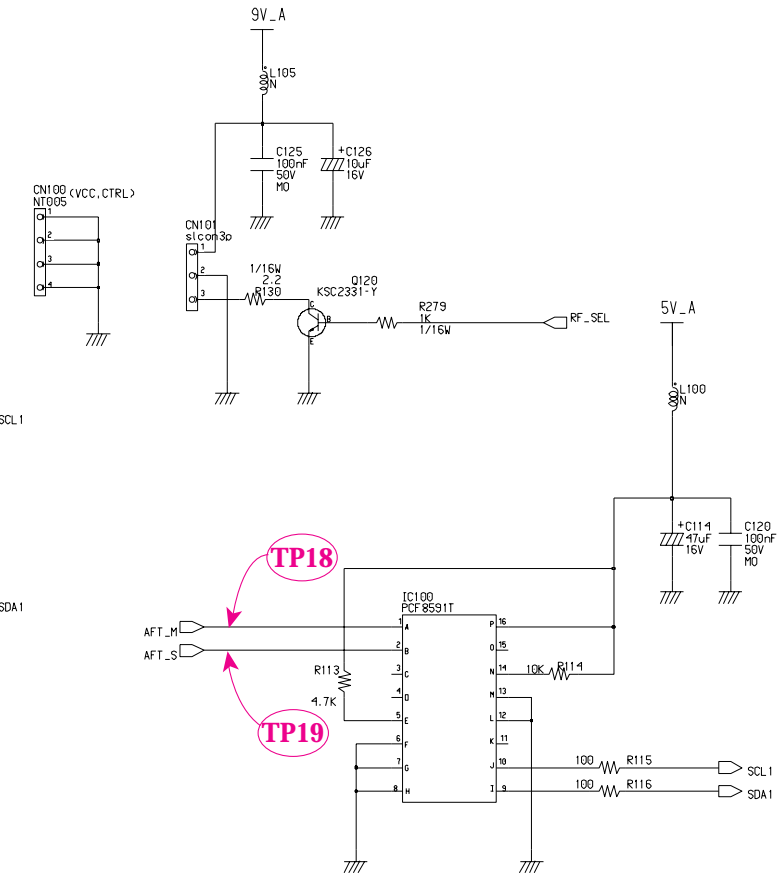 9V_A
L105
N
C125
100nF
50V
MO
+C126
10uF
16V
CN100 (VCC,CTRL)
NT005
1
2
3
4
CN101
slcon3p
1
2
3
1/16W
2.2
R130
Q120
KSC2331-Y
C
B
E
R279
1K
1/16W
RF_SEL
5V_A
L100
N
SCL1
+C114
47uF
16V
C120
100nF
50V
MO
TP18
SDA1
IC100
PCF8591T
AFT_M
AFT_S
1 A
2 B
3 C
4 D
5 E
6 F
7 G
8 H
P 16
O 15
N 14
M 13
L 12
K 11
J 10
I 9
R113
4.7K
10K R114
TP19
100 R115
SCL1
100 R116
SDA1